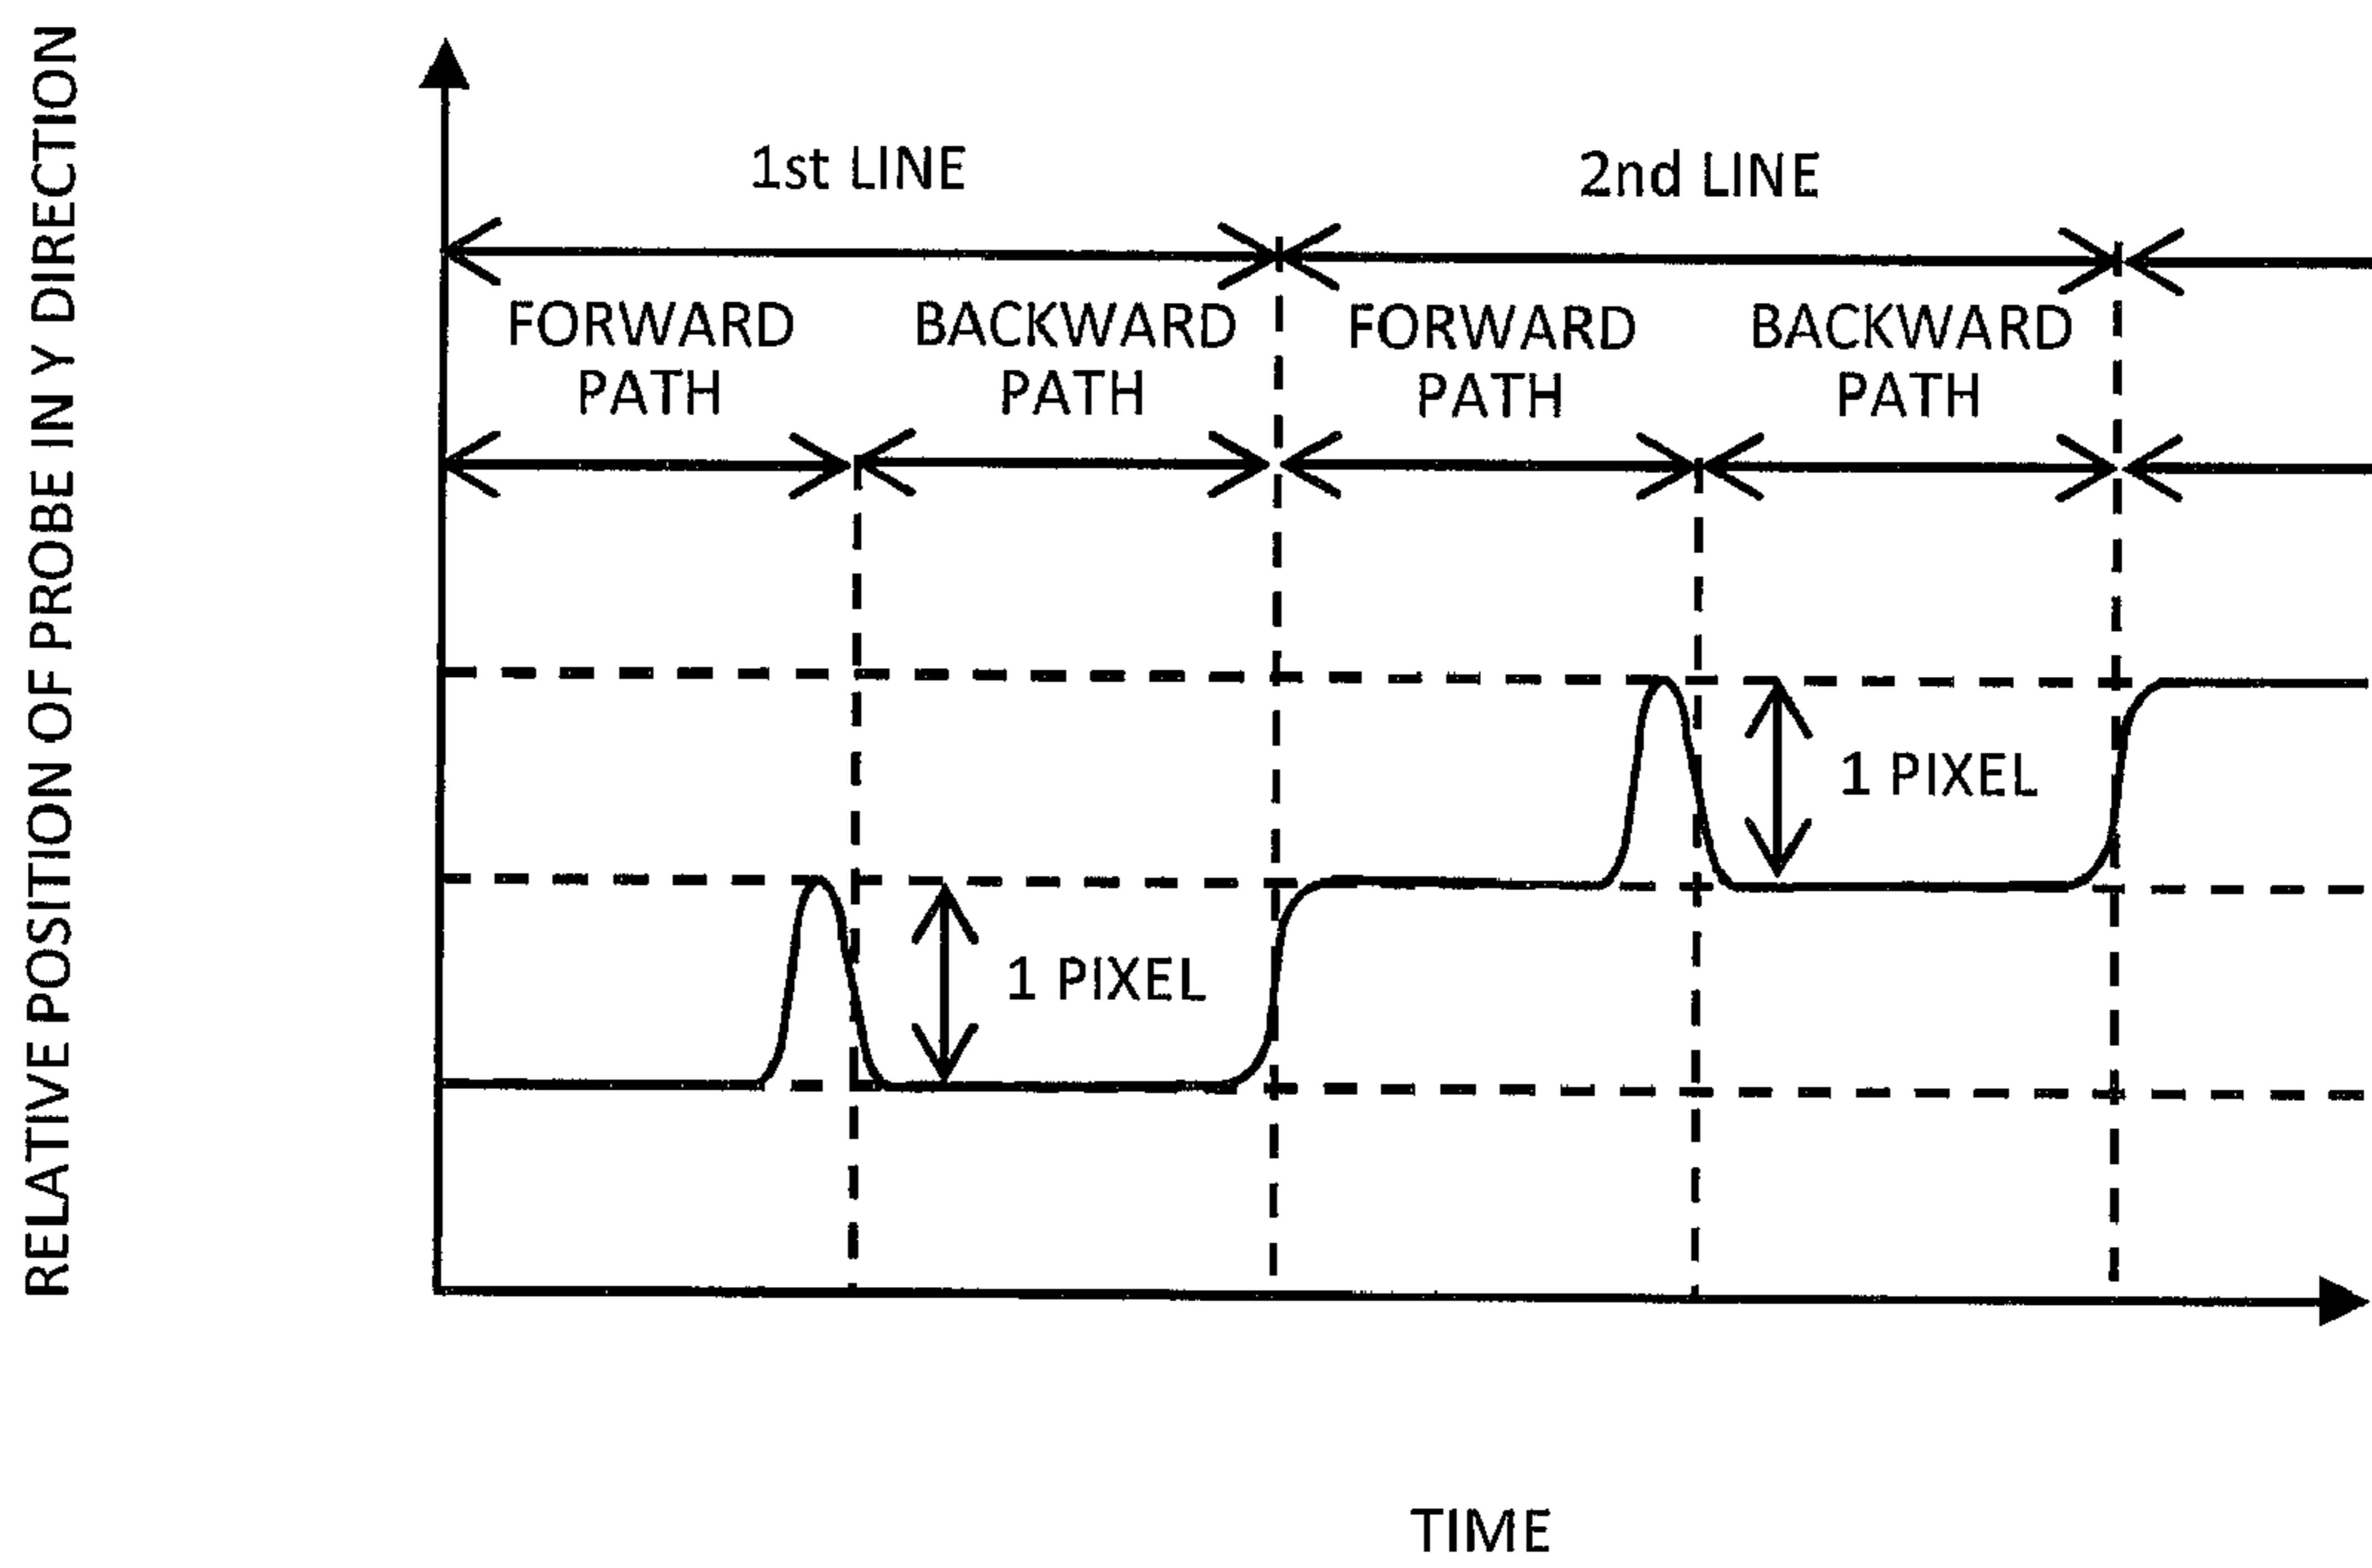 RELATIVE POSITION OF PROBE IN Y DIRECTION
1st LINE
2nd LINE
FORWARD
PATH
BACKWARD
PATH
FORWARD
PATH
BACKWARD
PATH
1 PIXEL
1 PIXEL
TIME